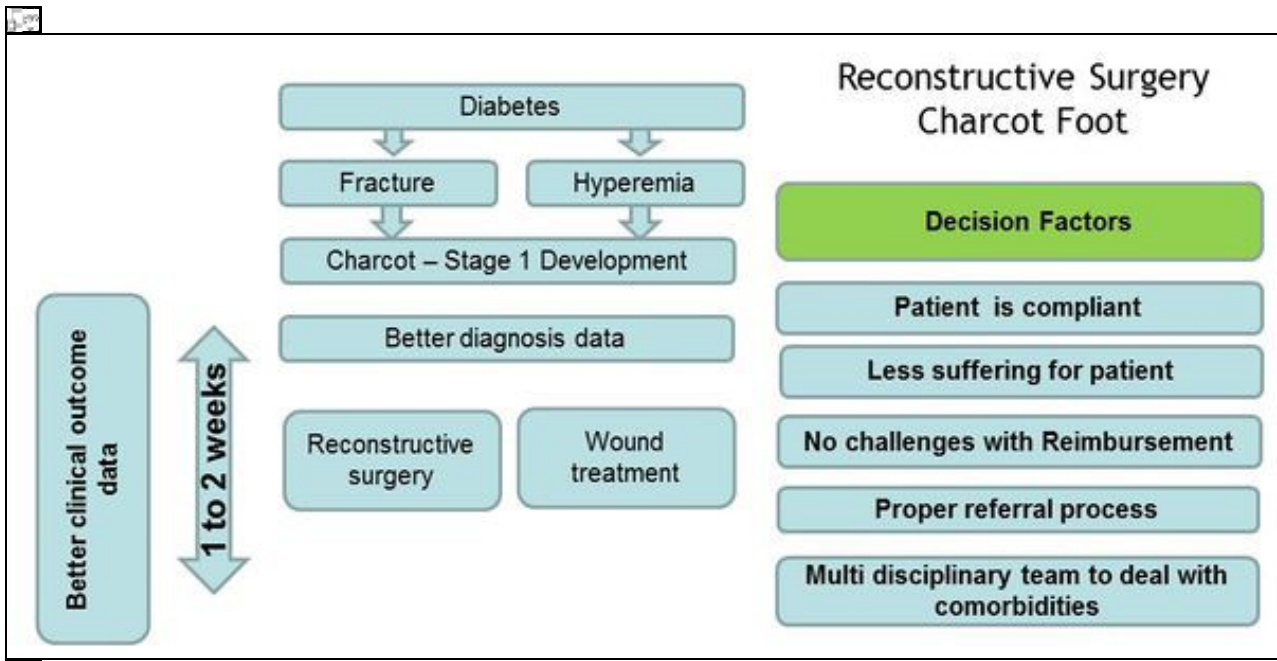 Reconstructive Surgery
Charcot Foot
Diabetes
Fracture
Hyperemia
Charcot – Stage 1 Development
Better diagnosis data
Reconstructive
surgery
Wound
treatment
Better clinical outcome
data
1 to 2 weeks
Decision Factors
Patient is compliant
Less suffering for patient
No challenges with Reimbursement
Proper referral process
Multi disciplinary team to deal with
comorbidities